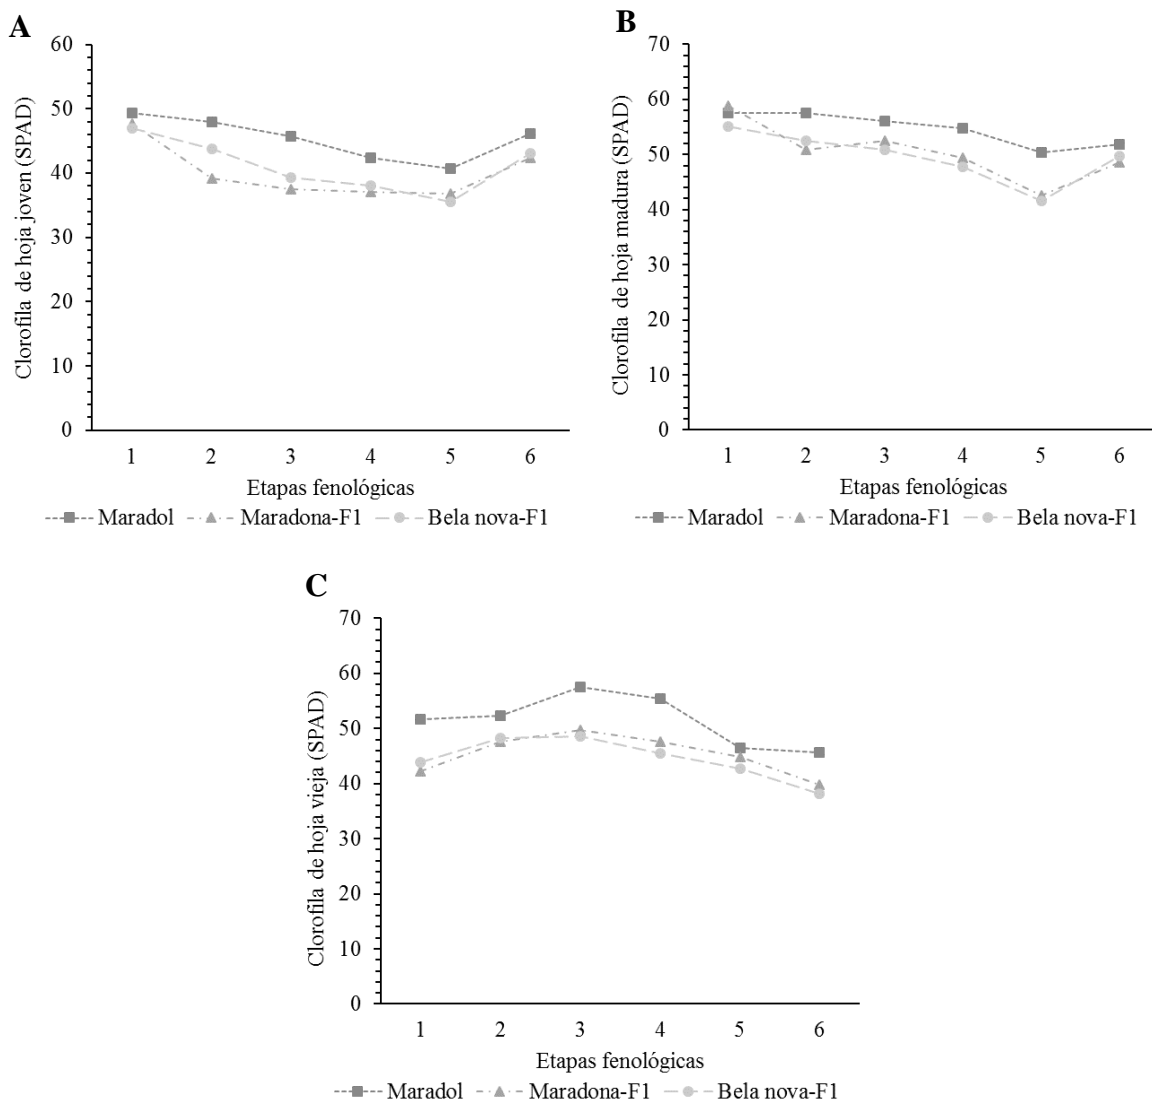 A
Clorofila de hoja joven (SPAD)
60
50
40
30
20
10
0
1 2 3 4 5 6
Etapas fenológicas
Maradol Maradona-F1 Bela nova-F1
B
Clorofila de hoja madura (SPAD)
70
60
50
40
30
20
10
0
1 2 3 4 5 6
Etapas fenológicas
Maradol Maradona-F1 Bela nova-F1
C
Clorofila de hoja vieja (SPAD)
70
60
50
40
30
20
10
0
1 2 3 4 5 6
Etapas fenológicas
Maradol Maradona-F1 Bela nova-F1